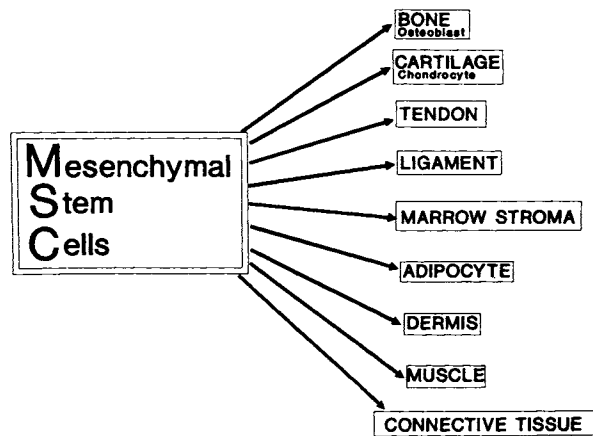 Mesenchymal
Stem
Cells
BONE
Osteoblast
CARTILAGE
Chondrocyte
TENDON
LIGAMENT
MARROW STROMA
ADIPOCYTE
DERMIS
MUSCLE
CONNECTIVE TISSUE